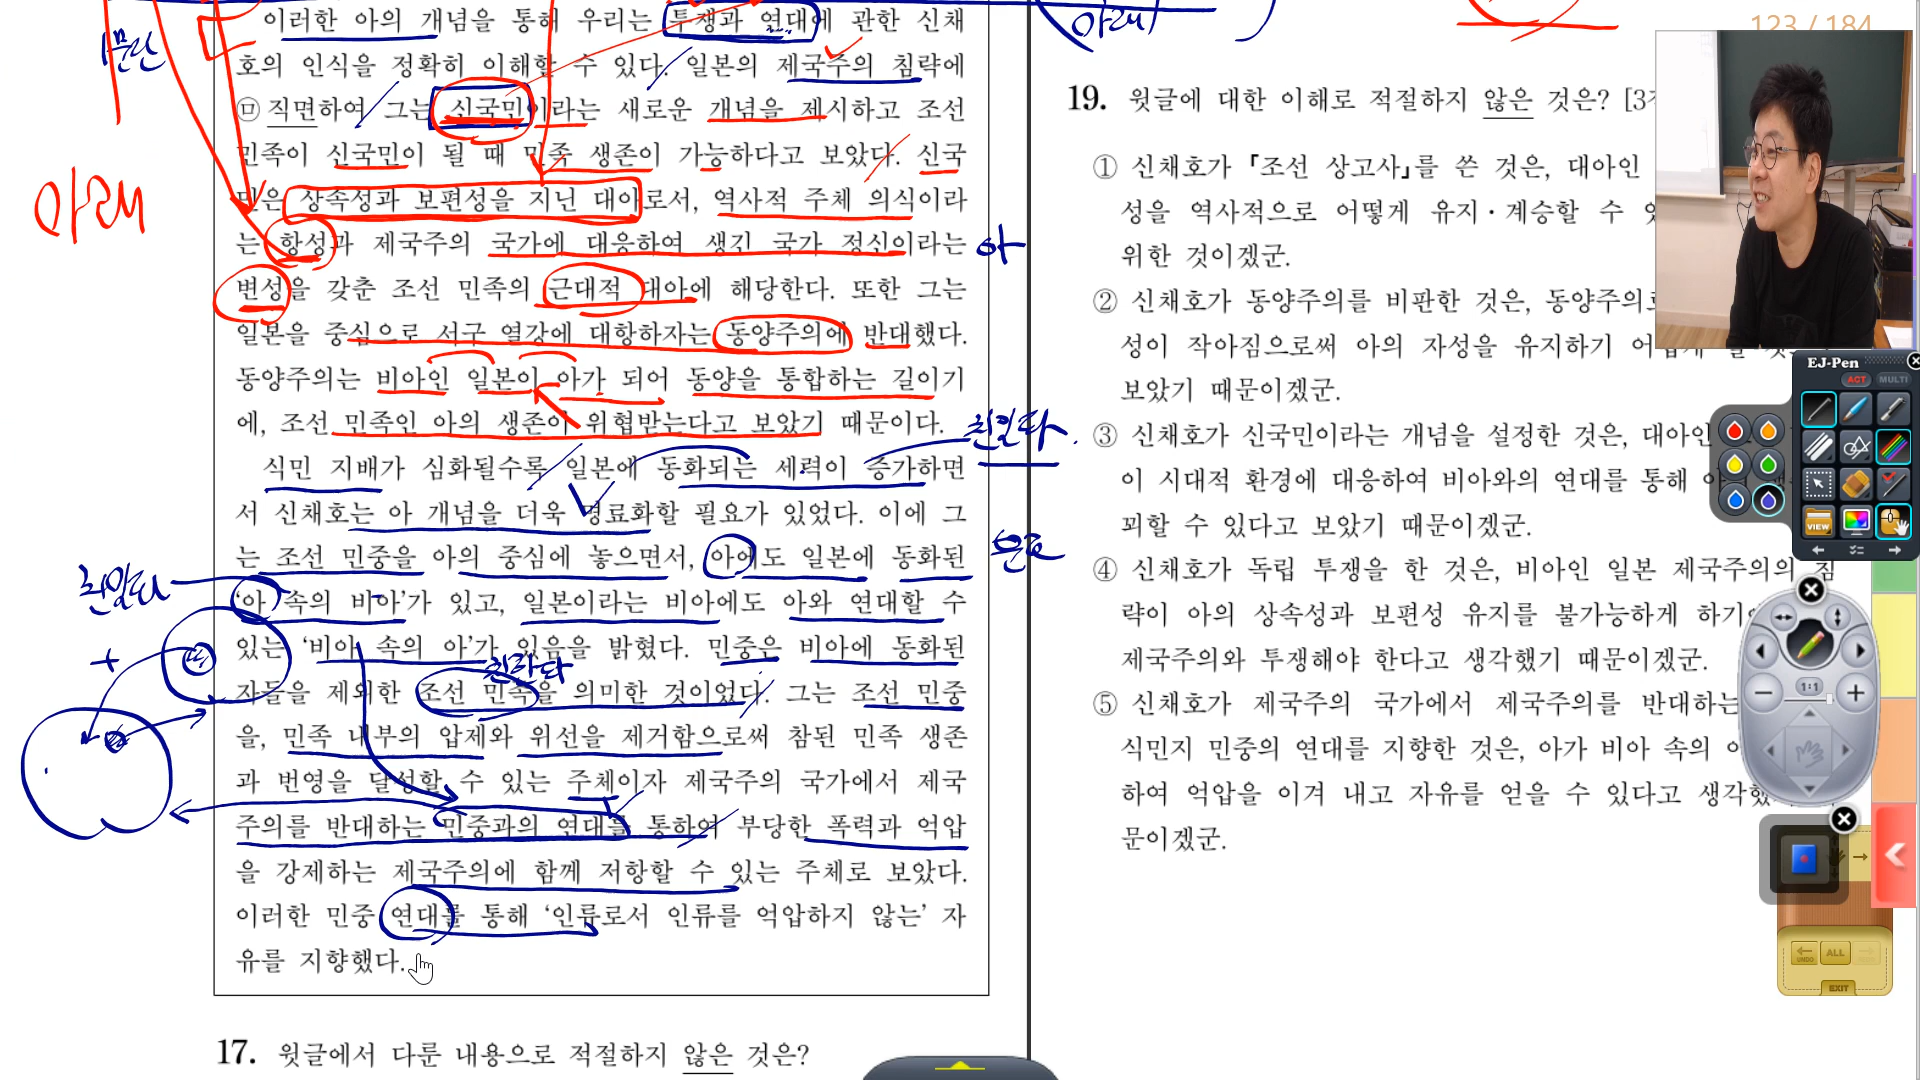 이러한 아의 개념을 통해 우리는 투쟁과 연대에 관한 신채
호의 인식을 정확히 이해할 수 있다. 일본의 제국주의 침략에
㉤ 직면하여 그는 신국민이라는 새로운 개념을 제시하고 조선
민족이 신국민이 될 때 민족 생존이 가능하다고 보았다. 신국
민은 상속성과 보편성을 지닌 대아로서, 역사적 주체 의식이라
는 항성과 제국주의 국가에 대응하여 생긴 국가 정신이라는
변성을 갖춘 조선 민족의 근대적 대아에 해당한다. 또한 그는
일본을 중심으로 서구 열강에 대항하자는 동양주의에 반대했다.
동양주의는 비아인 일본이 아가 되어 동양을 통합하는 길이기
에, 조선 민족인 아의 생존이 위협받는다고 보았기 때문이다.
식민 지배가 심화될수록 일본에 동화되는 세력이 증가하면
서 신채호는 아 개념을 더욱 명료화할 필요가 있었다. 이에 그
는 조선 민중을 아의 중심에 놓으면서, 아에도 일본에 동화된
‘아 속의 비아’가 있고, 일본이라는 비아에도 아와 연대할 수
있는 ‘비아 속의 아’가 있음을 밝혔다. 민중은 비아에 동화된
자들을 제외한 조선 민족을 의미한 것이었다. 그는 조선 민중
을, 민족 내부의 압제와 위선을 제거함으로써 참된 민족 생존
과 번영을 달성할 수 있는 주체이자 제국주의 국가에서 제국
주의를 반대하는 민중과의 연대를 통하여 부당한 폭력과 억압
을 강제하는 제국주의에 함께 저항할 수 있는 주체로 보았다.
이러한 민중 연대를 통해 ‘인류로서 인류를 억압하지 않는’ 자
유를 지향했다.
17. 윗글에서 다룬 내용으로 적절하지 않은 것은?
아래
아
친일파
친일파
아래
123 / 184
19. 윗글에 대한 이해로 적절하지 않은 것은? [3
① 신채호가 『조선 상고사』를 쓴 것은, 대아인
성을 역사적으로 어떻게 유지·계승할 수
위한 것이겠군.
② 신채호가 동양주의를 비판한 것은,
성이 작아짐으로써 아의 자성을 유지하기
보았기 때문이겠군.
③ 신채호가 신국민이라는 개념을 설정한 것은,
이 시대적 환경에 대응하여 비아와의 연대를 통해
꾀할 수 있다고 보았기 때문이겠군.
④ 신채호가 독립 투쟁을 한 것은, 비아인 일본 제국주의의 침
략이 아의 상속성과 보편성 유지를 불가능하게
제국주의와 투쟁해야 한다고 생각했기 때문이겠군.
⑤ 신채호가 제국주의 국가에서 제국주의를 반대하는
식민지 민중의 연대를 지향한 것은, 아가 비아 속의
하여 억압을 이겨 내고 자유를 얻을 수 있다고
문이겠군.
EJ-Pen
ACT MULTI
VIEW
1:1
UNDO ALL
EXIT